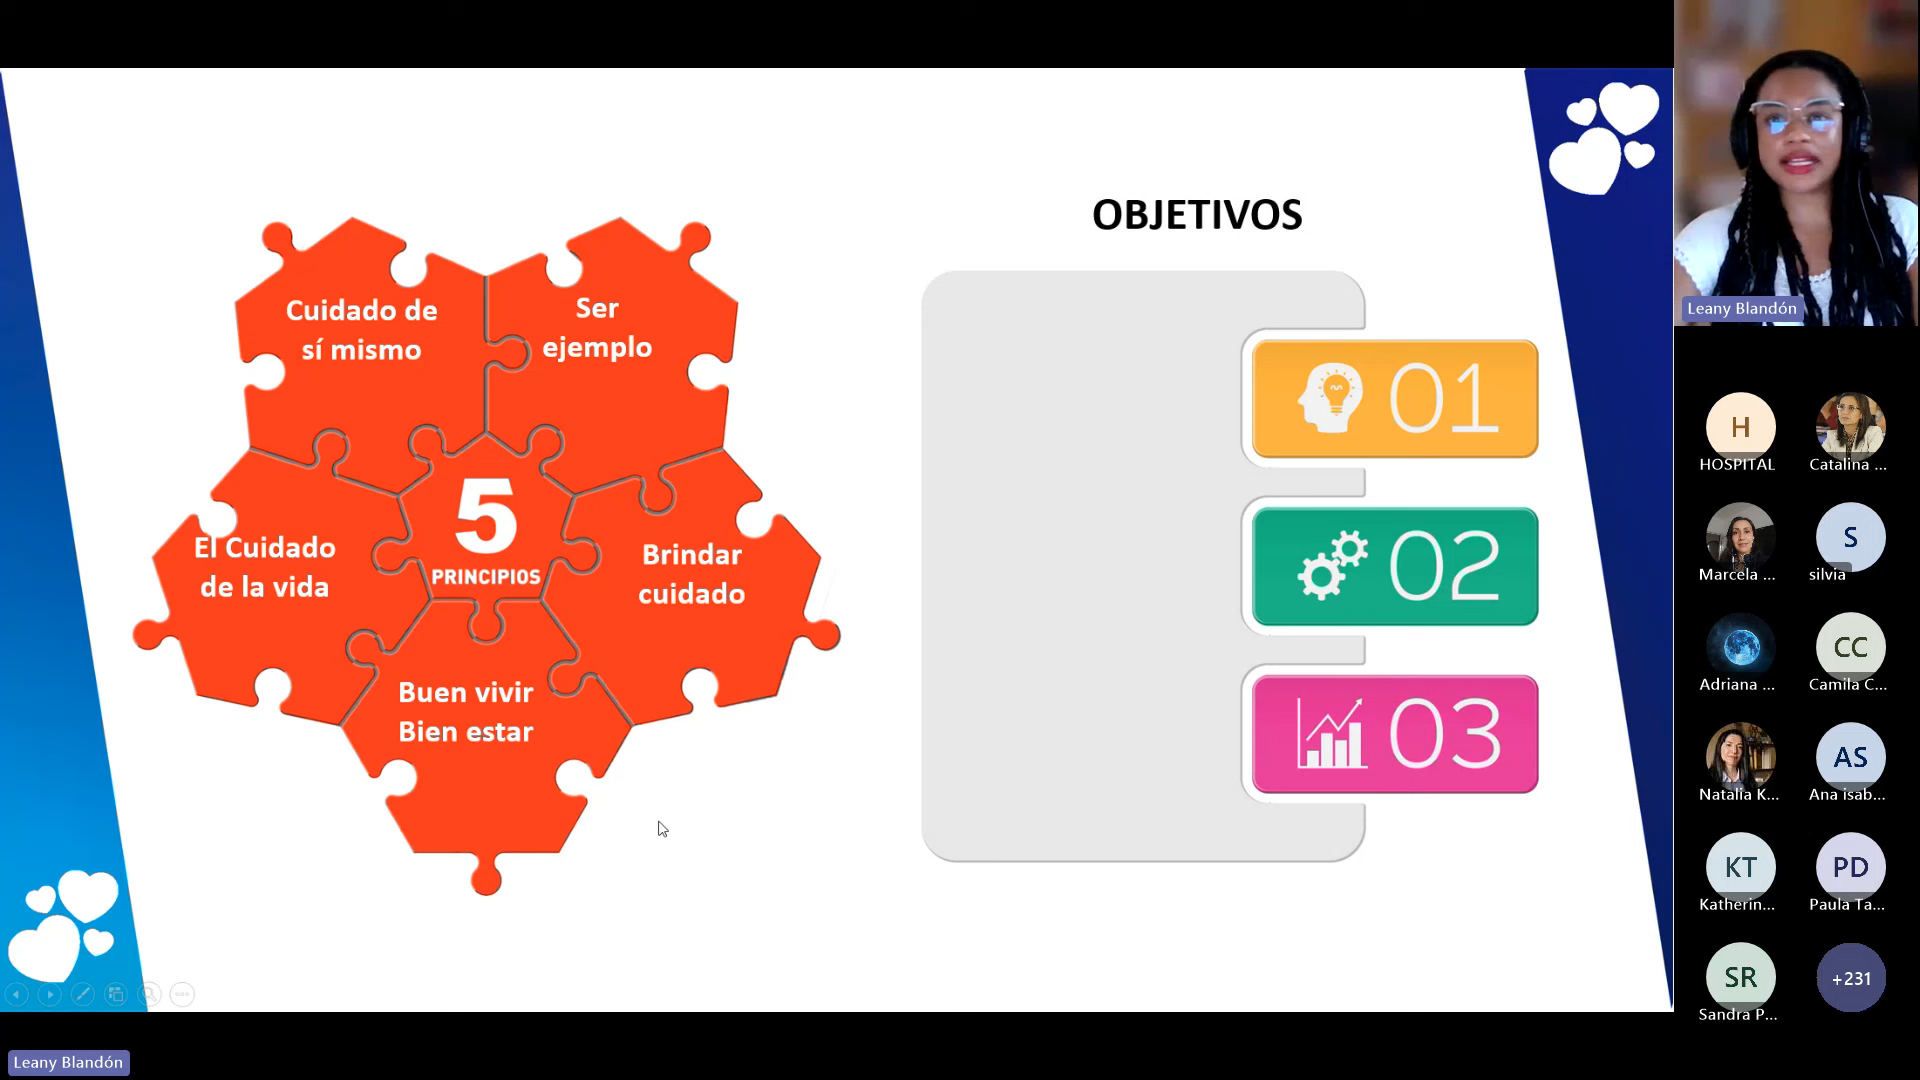 OBJETIVOS
Cuidado de
sí mismo
Ser
ejemplo
El Cuidado
de la vida
5
PRINCIPIOS
Brindar
cuidado
Buen vivir
Bien estar
01
02
03
Leany Blandón
H
HOSPITAL
Catalina ...
Marcela ...
S
silvia
Adriana ...
CC
Camila C...
Natalia K...
AS
Ana isab...
KT
Katherin...
PD
Paula Ta...
SR
Sandra P...
+231
Leany Blandón